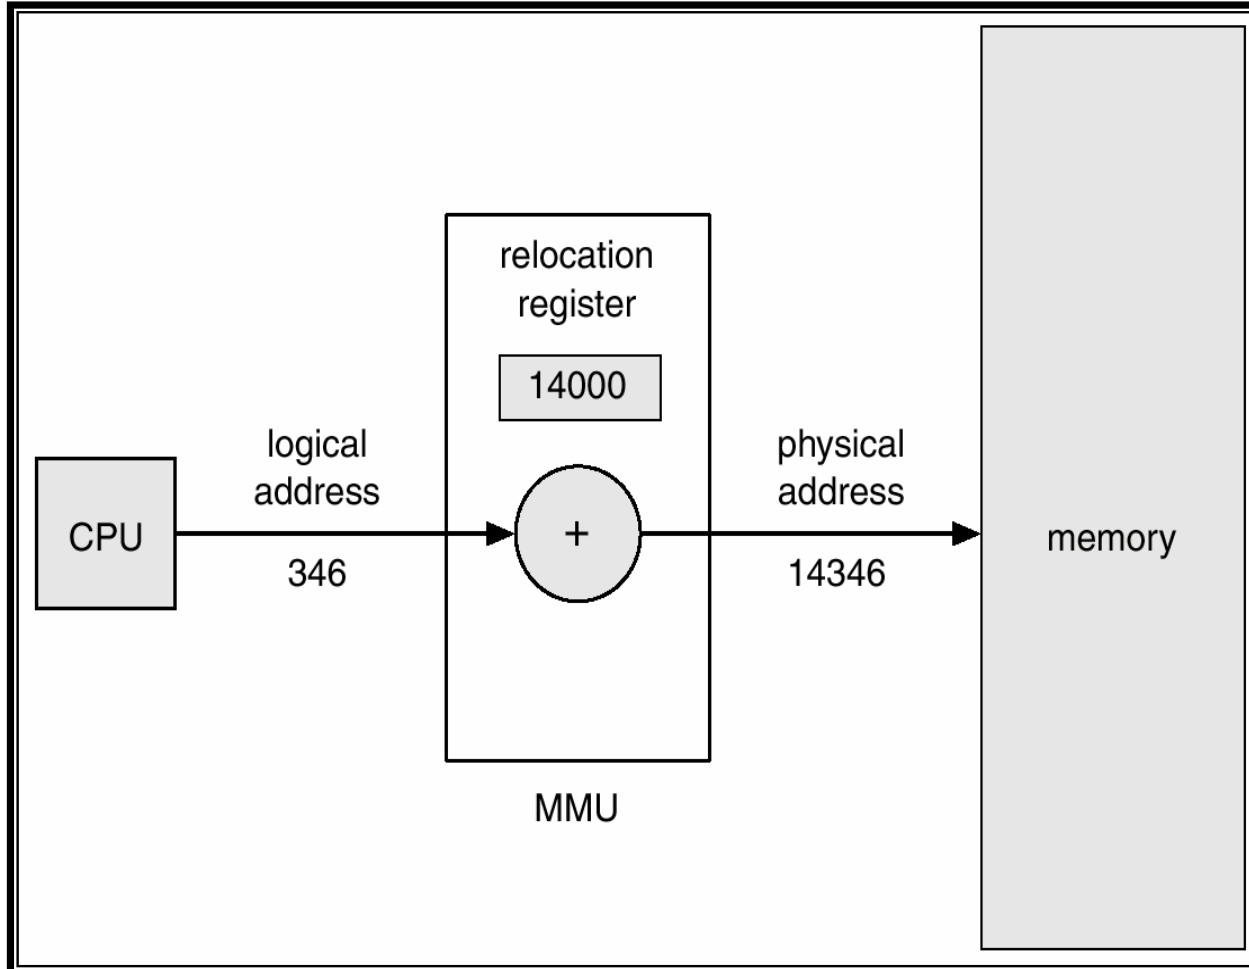 relocation
register
14000
logical
address
physical
address
CPU
+
memory
346
14346
MMU